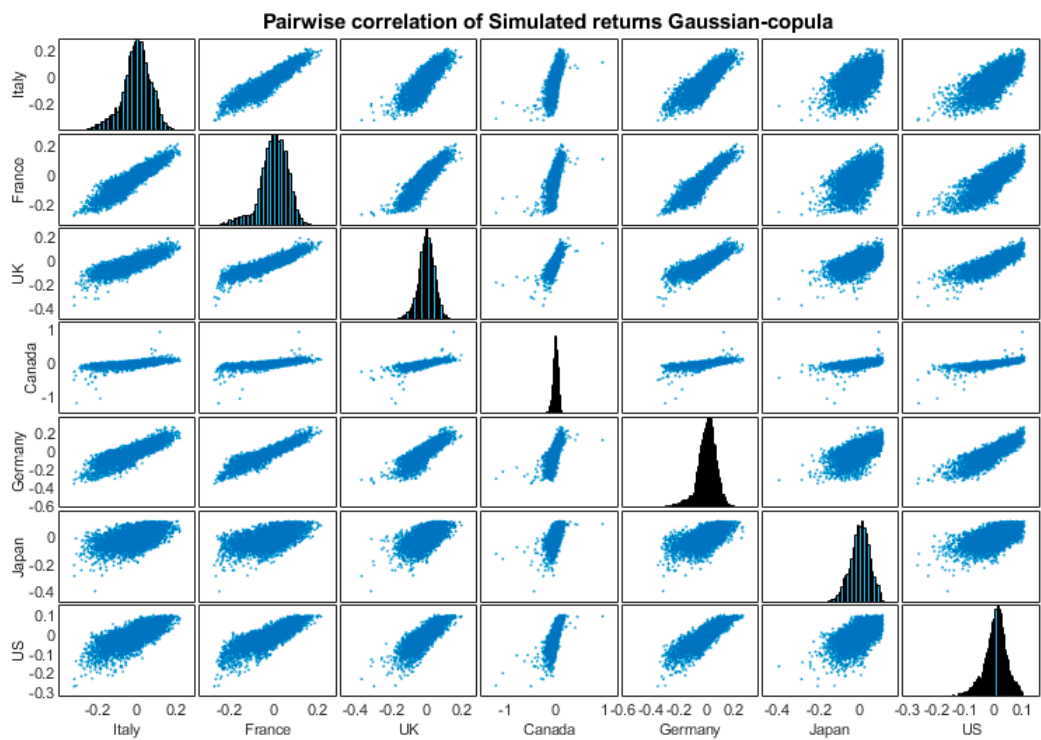 Pairwise correlation of Simulated returns Gaussian-copula
0.2
0
-0.2
Italy
0.2
0
-0.2
France
0.2
0
-0.2
-0.4
UK
1
0
-1
Canada
0.2
0
-0.2
-0.4
-0.6
Germany
0
-0.2
-0.4
Japan
0.1
0
-0.1
-0.2
-0.3
US
-0.2 0 0.2 -0.2 0 0.2 -0.4 -0.2 0 0.2 -1 0 1 -0.6 -0.4 -0.2 0 0.2 -0.4 -0.2 0 -0.3 -0.2 -0.1 0 0.1
Italy France UK Canada Germany Japan US